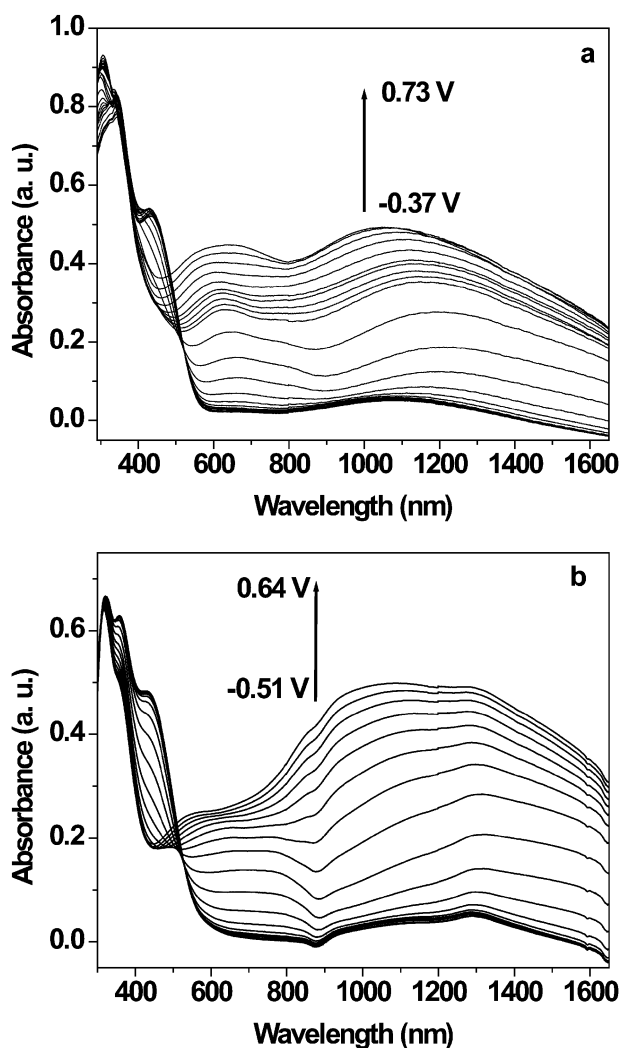 a
1.0
0.8
0.6
0.4
0.2
0.0
Absorbance (a. u.)
0.73 V
-0.37 V
400 600 800 1000 1200 1400 1600
Wavelength (nm)
b
0.6
0.4
0.2
0.0
Absorbance (a. u.)
0.64 V
-0.51 V
400 600 800 1000 1200 1400 1600
Wavelength (nm)